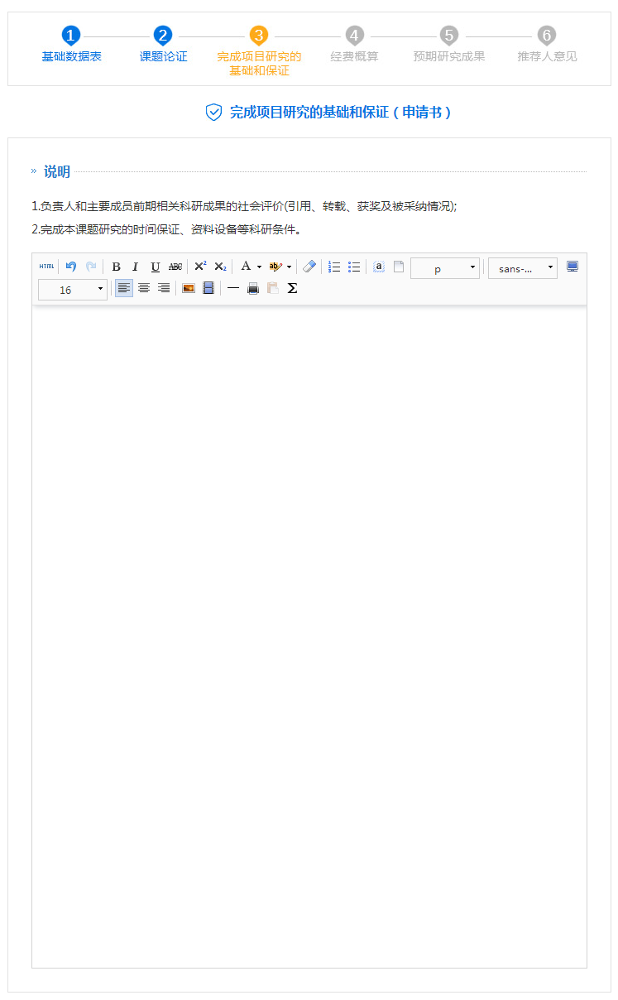 1 2 3 4 5 6
基础数据表 课题论证 完成项目研究的 经费概算 预期研究成果 推荐人意见
基础和保证
完成项目研究的基础和保证（申请书）
» 说明
1.负责人和主要成员前期相关科研成果的社会评价(引用、转载、获奖及被采纳情况);
2.完成本课题研究的时间保证、资料设备等科研条件。
HTML B I U ABC X² X₂ A ab a p sans-...
16 Σ